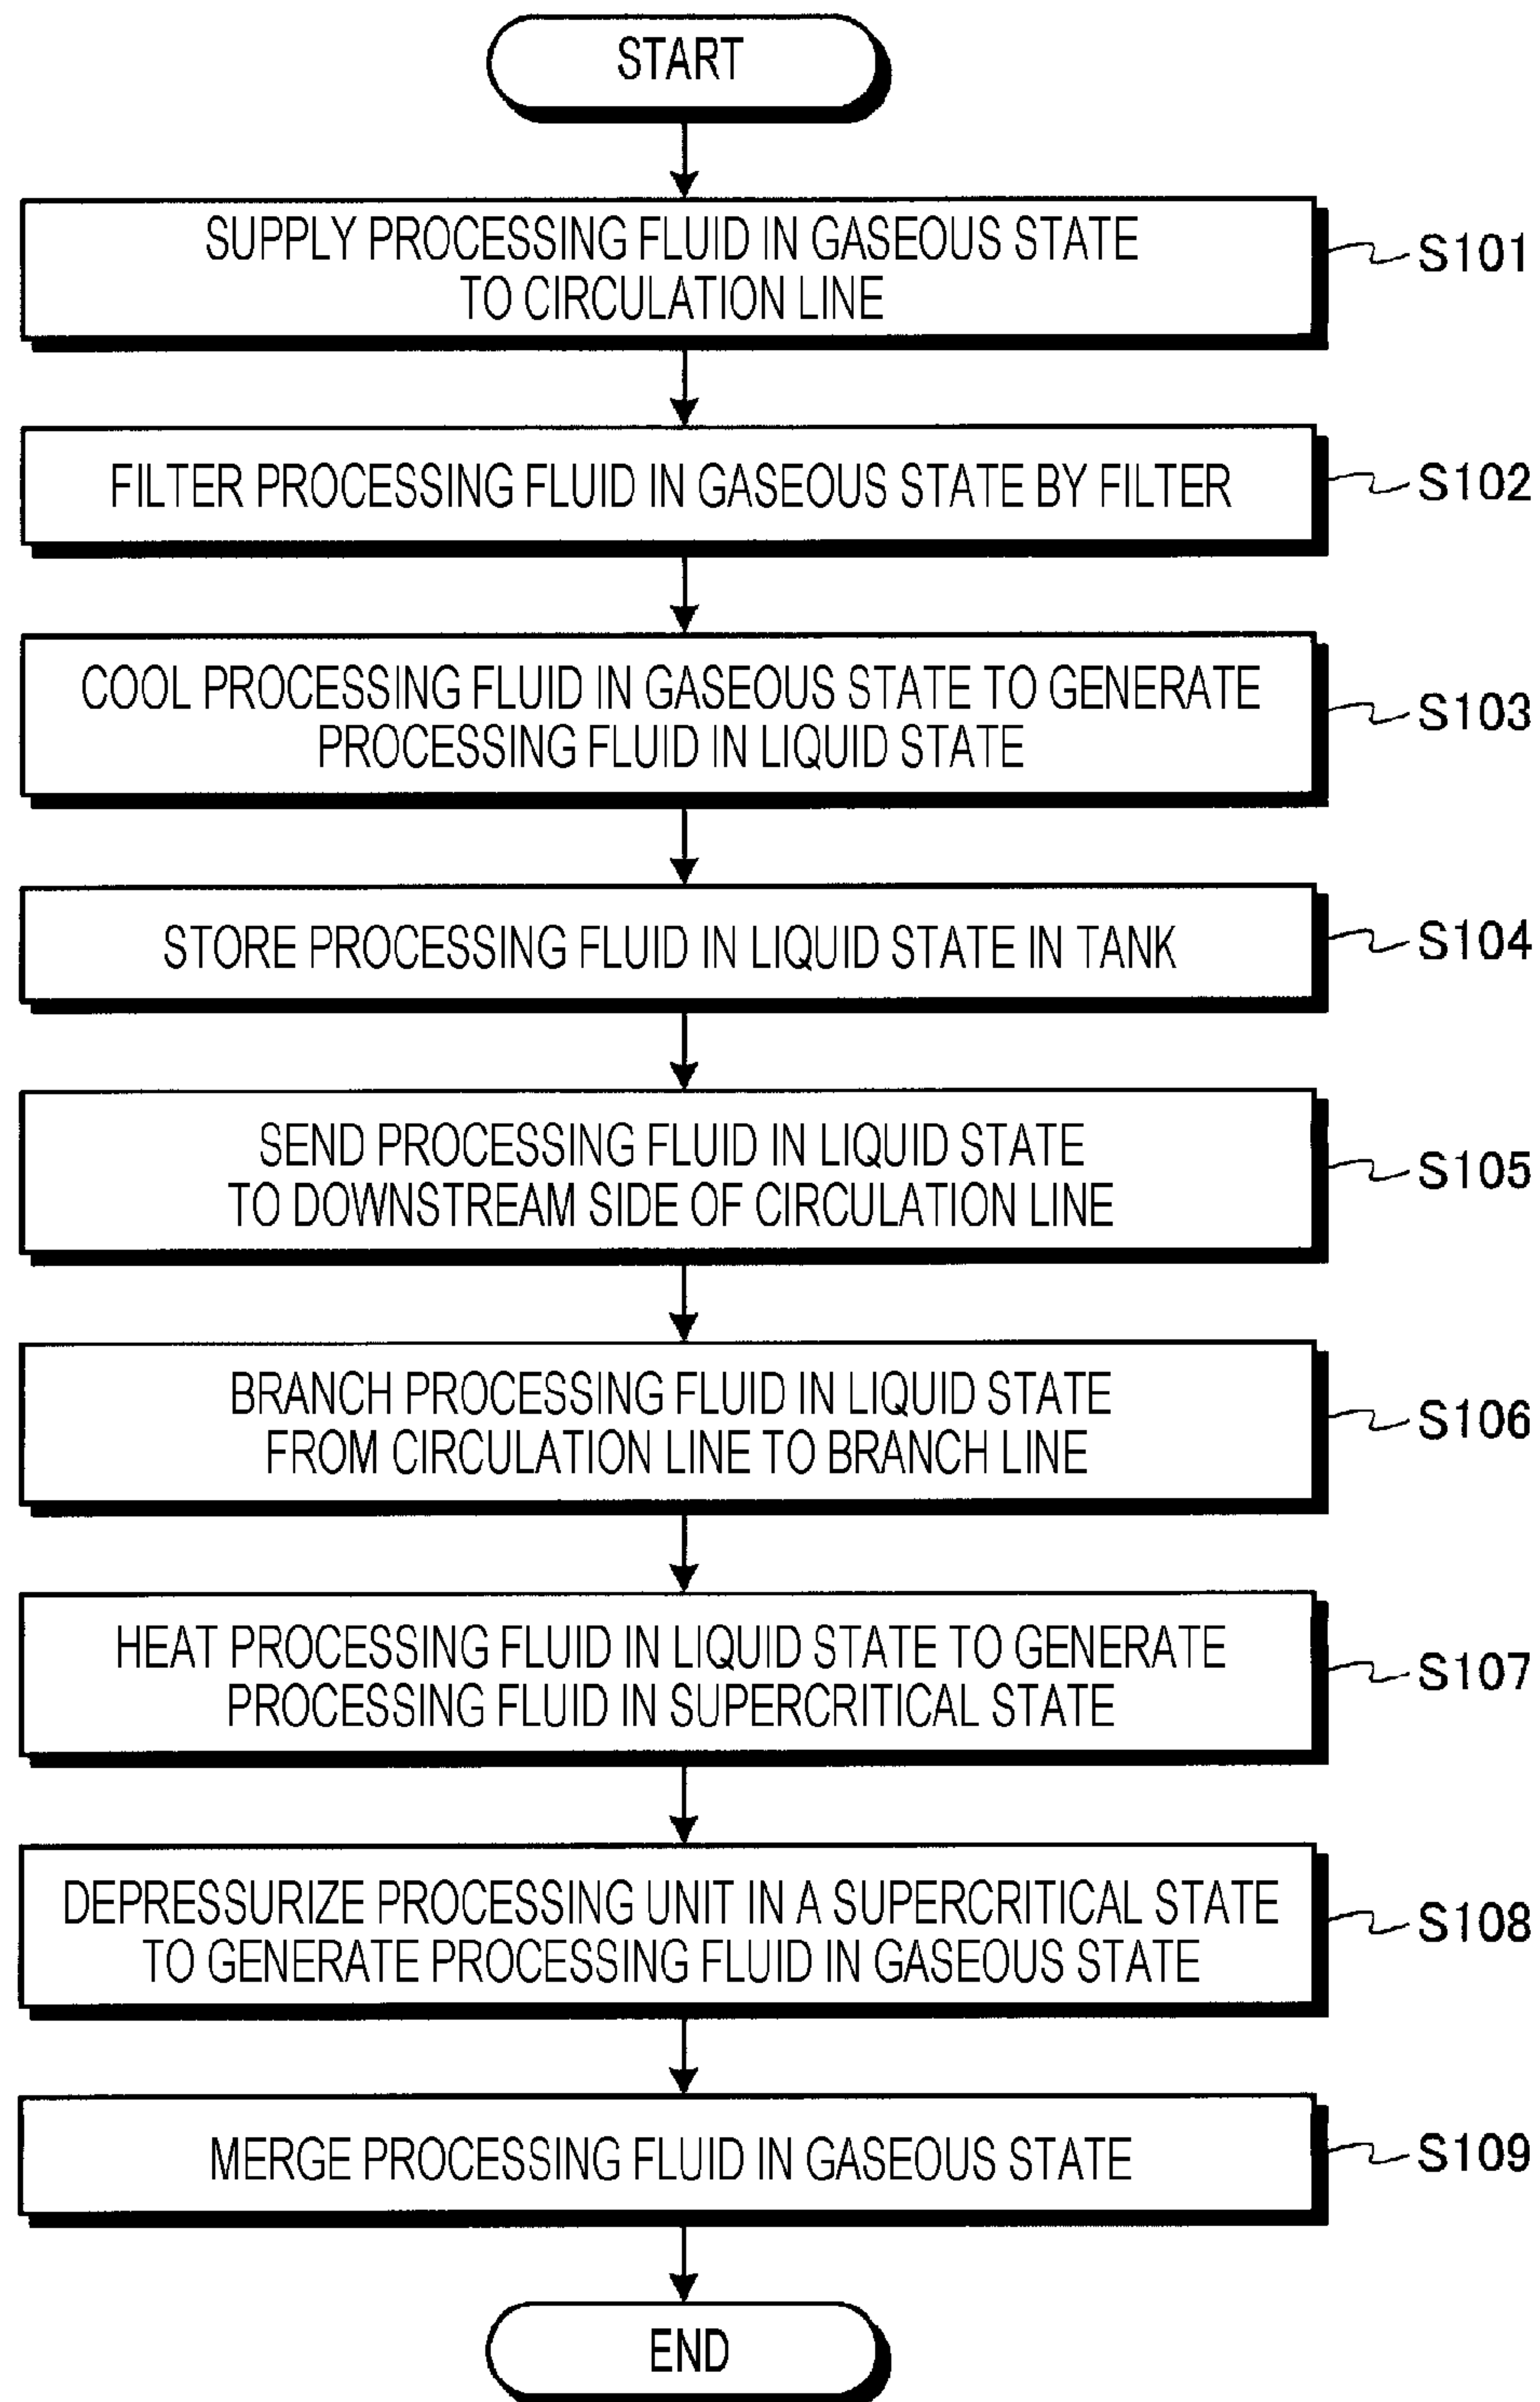 START
SUPPLY PROCESSING FLUID IN GASEOUS STATE
TO CIRCULATION LINE
S101
FILTER PROCESSING FLUID IN GASEOUS STATE BY FILTER
S102
COOL PROCESSING FLUID IN GASEOUS STATE TO GENERATE
PROCESSING FLUID IN LIQUID STATE
S103
STORE PROCESSING FLUID IN LIQUID STATE IN TANK
S104
SEND PROCESSING FLUID IN LIQUID STATE
TO DOWNSTREAM SIDE OF CIRCULATION LINE
S105
BRANCH PROCESSING FLUID IN LIQUID STATE
FROM CIRCULATION LINE TO BRANCH LINE
S106
HEAT PROCESSING FLUID IN LIQUID STATE TO GENERATE
PROCESSING FLUID IN SUPERCRITICAL STATE
S107
DEPRESSURIZE PROCESSING UNIT IN A SUPERCRITICAL STATE
TO GENERATE PROCESSING FLUID IN GASEOUS STATE
S108
MERGE PROCESSING FLUID IN GASEOUS STATE
S109
END